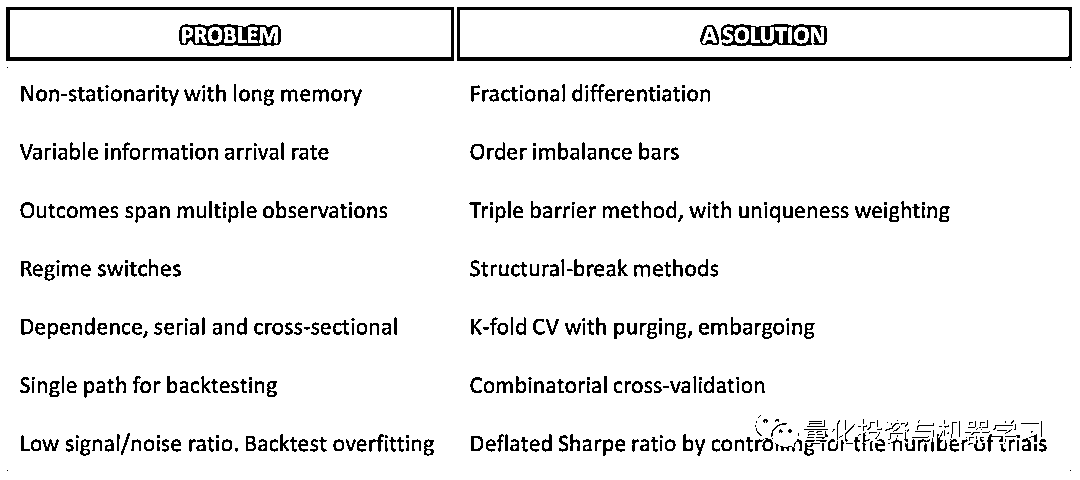 PROBLEM
A SOLUTION
Non-stationarity with long memory
Fractional differentiation
Variable information arrival rate
Order imbalance bars
Outcomes span multiple observations
Triple barrier method, with uniqueness weighting
Regime switches
Structural-break methods
Dependence, serial and cross-sectional
K-fold CV with purging, embargoing
Single path for backtesting
Combinatorial cross-validation
Low signal/noise ratio. Backtest overfitting
Deflated Sharpe ratio by controlling for the number of trials
量化投资与机器学习